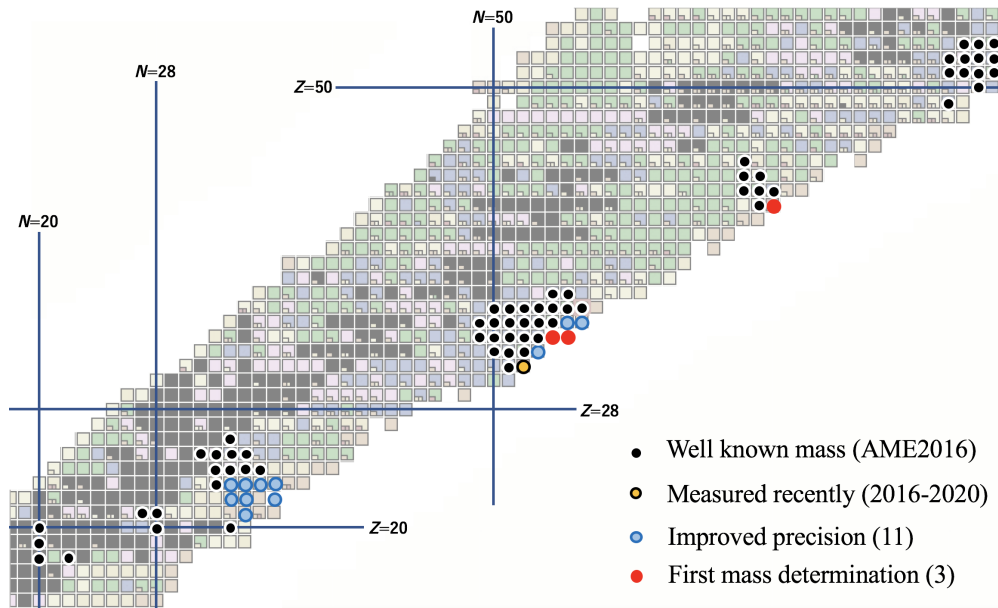 N=50
N=28
Z=50
N=20
Z=28
Z=20
Well known mass (AME2016)
Measured recently (2016-2020)
Improved precision (11)
First mass determination (3)